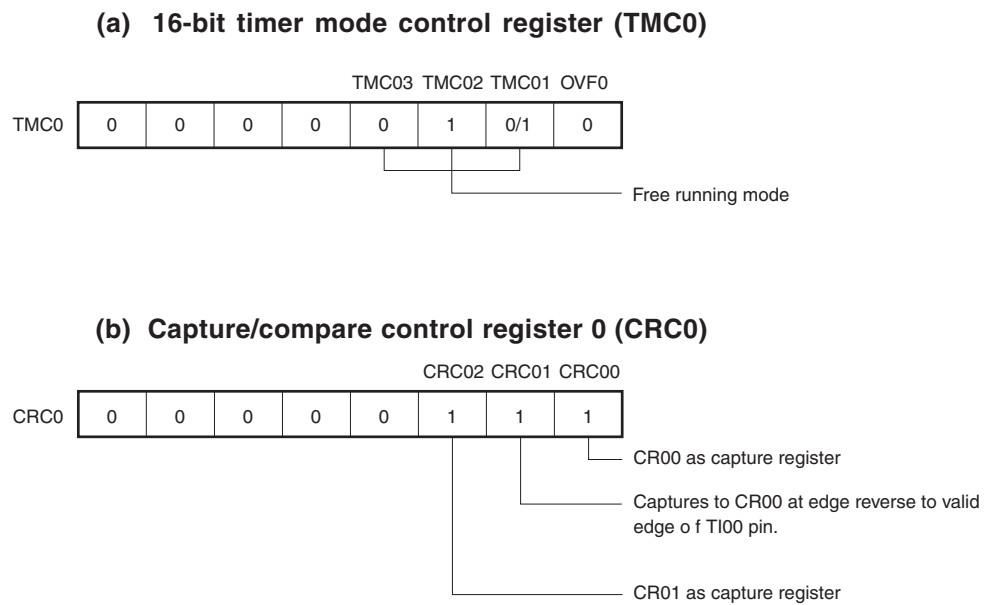 (a) 16-bit timer mode control register (TMC0)
TMC03 TMC02 TMC01 OVF0
TMC0 0 0 0 0 0 1 0/1 0
Free running mode
(b) Capture/compare control register 0 (CRC0)
CRC02 CRC01 CRC00
CRC0 0 0 0 0 0 1 1 1
CR00 as capture register
Captures to CR00 at edge reverse to valid
edge o f TI00 pin.
CR01 as capture register